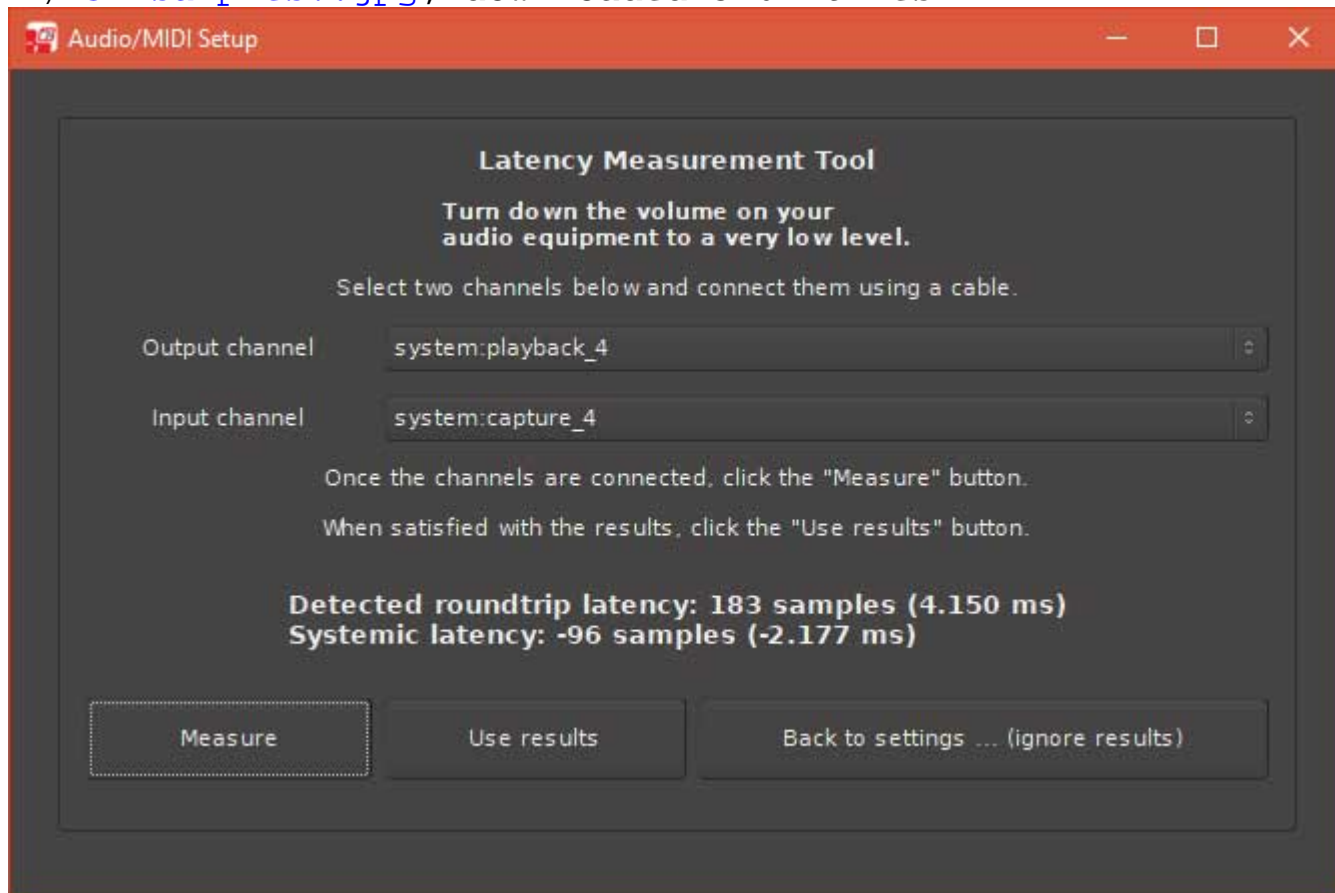 Audio/MIDI Setup
Latency Measurement Tool
Turn down the volume on your
audio equipment to a very low level.
Select two channels below and connect them using a cable.
Output channel system:playback_4
Input channel system:capture_4
Once the channels are connected, click the "Measure" button.
When satisfied with the results, click the "Use results" button.
Detected roundtrip latency: 183 samples (4.150 ms)
Systemic latency: -96 samples (-2.177 ms)
Measure Use results Back to settings ... (ignore results)